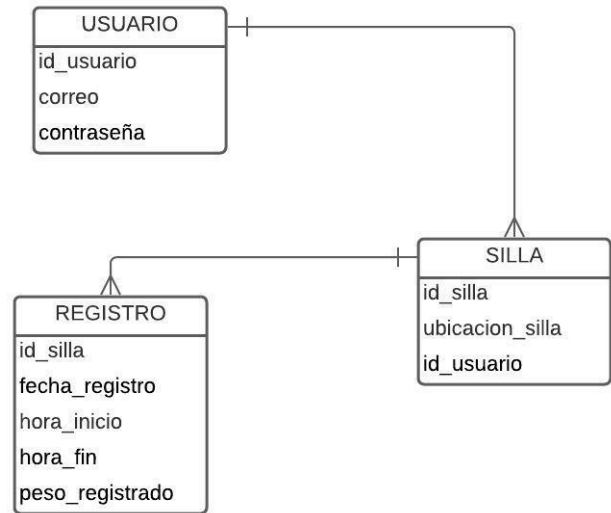 USUARIO
id_usuario
correo
contraseña
SILLA
id_silla
ubicacion_silla
id_usuario
REGISTRO
id_silla
fecha_registro
hora_inicio
hora_fin
peso_registrado